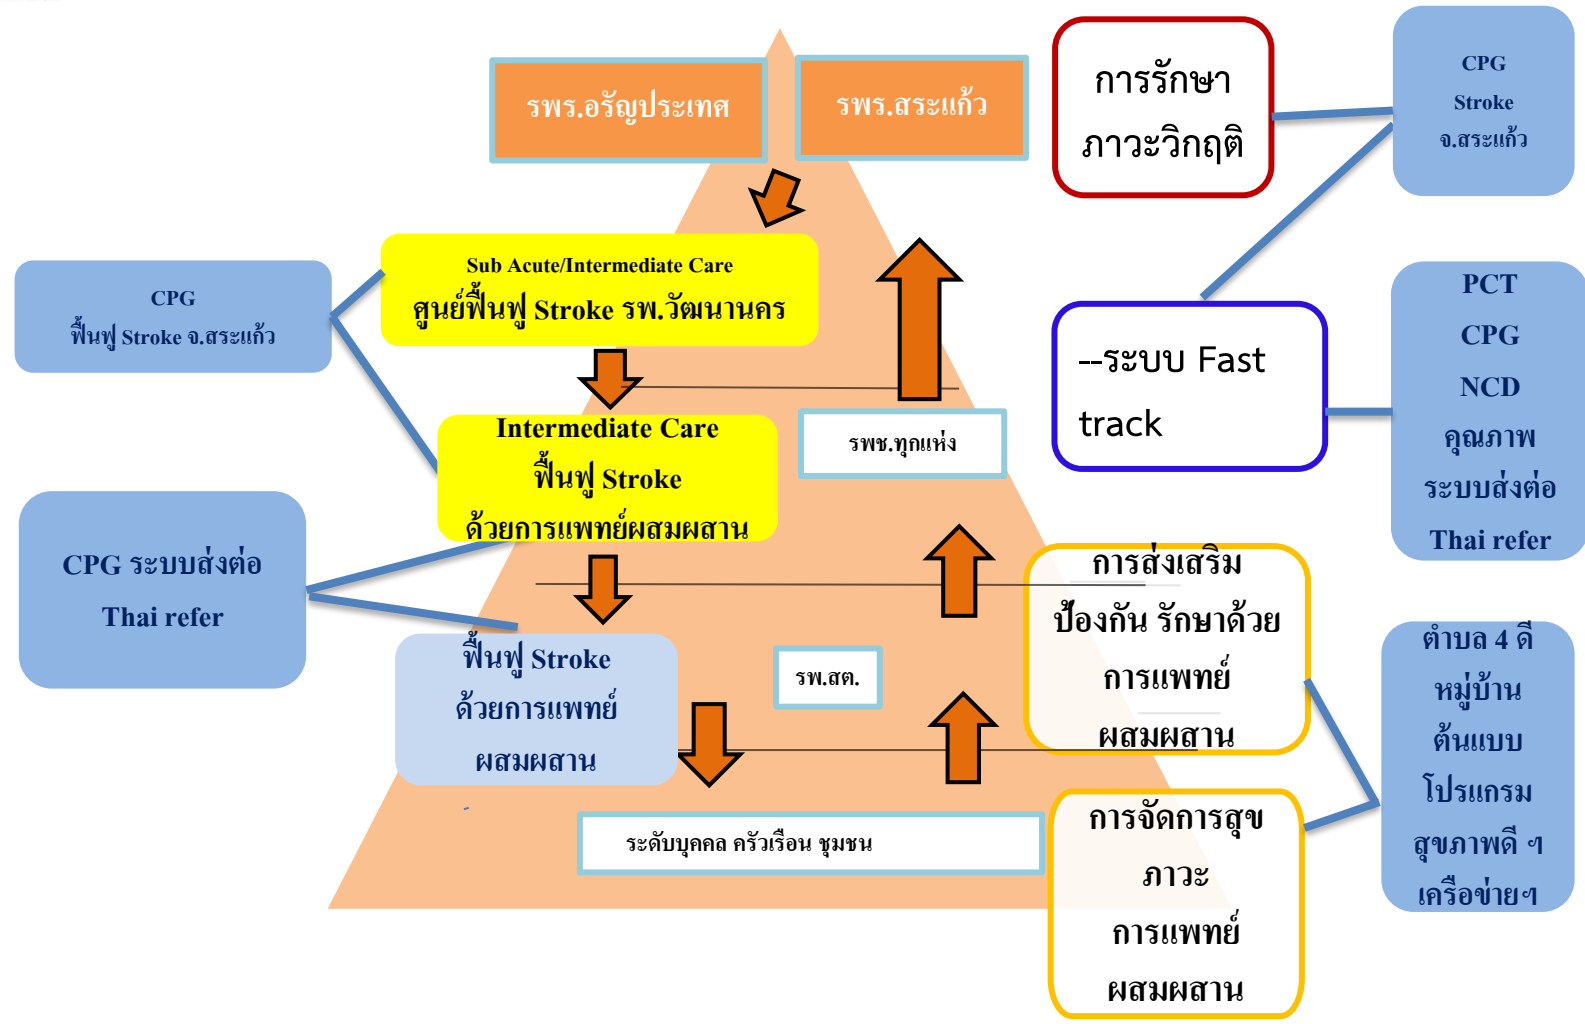 รพร.อรัญประเทศ
รพร.สระแก้ว
การรักษา
ภาวะวิกฤติ
CPG
Stroke
จ.สระแก้ว
Sub Acute/Intermediate Care
ศูนย์ฟื้นฟู Stroke รพ.วัฒนานคร
CPG
ฟื้นฟู Stroke จ.สระแก้ว
--ระบบ Fast
track
PCT
CPG
NCD
คุณภาพ
ระบบส่งต่อ
Thai refer
Intermediate Care
ฟื้นฟู Stroke
ด้วยการแพทย์ผสมผสาน
รพช.ทุกแห่ง
CPG ระบบส่งต่อ
Thai refer
การส่งเสริม
ป้องกัน รักษาด้วย
การแพทย์
ผสมผสาน
ฟื้นฟู Stroke
ด้วยการแพทย์
ผสมผสาน
รพ.สต.
ตำบล 4 ดี
หมู่บ้าน
ต้นแบบ
โปรแกรม
สุขภาพดี ฯ
เครือข่ายฯ
ระดับบุคคล ครัวเรือน ชุมชน
การจัดการสุข
ภาวะ
การแพทย์
ผสมผสาน